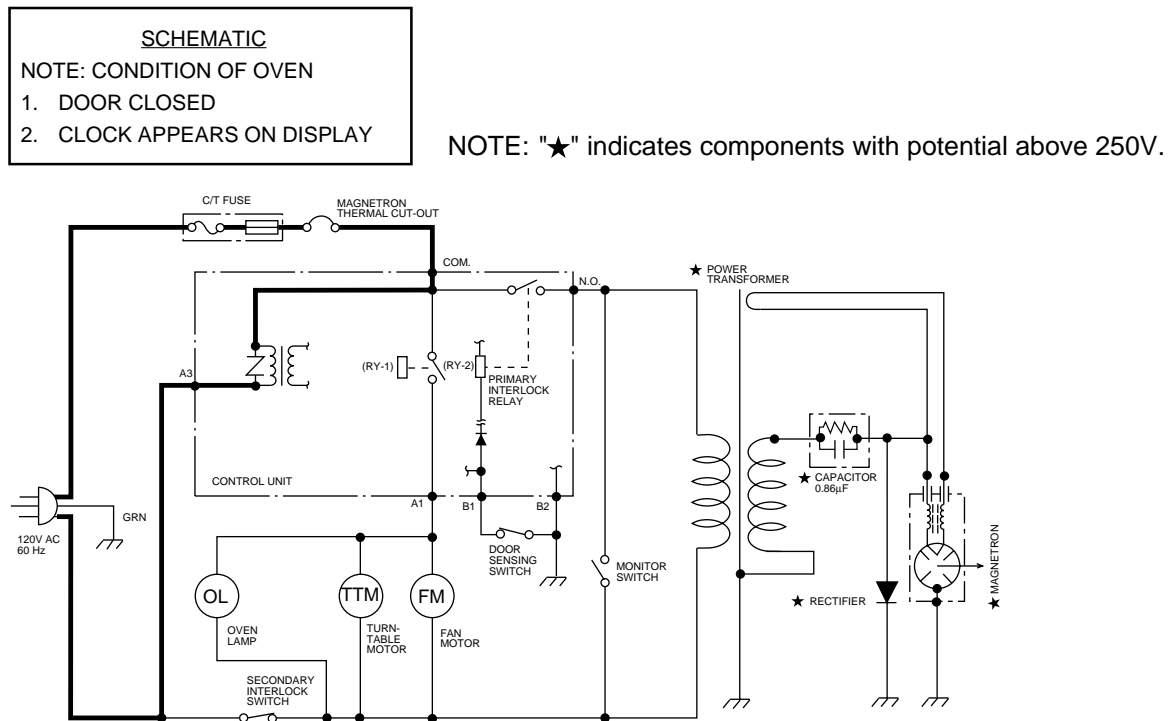 SCHEMATIC
NOTE: CONDITION OF OVEN
1. DOOR CLOSED
2. CLOCK APPEARS ON DISPLAY
NOTE: "★" indicates components with potential above 250V.
C/T FUSE
MAGNETRON
THERMAL CUT-OUT
COM.
N.O.
★ POWER
TRANSFORMER
A3
(RY-1)
(RY-2)
PRIMARY
INTERLOCK
RELAY
CONTROL UNIT
A1
B1
B2
GRN
120V AC
60 Hz
DOOR
SENSING
SWITCH
MONITOR
SWITCH
★ CAPACITOR
0.86µF
★ RECTIFIER
★ MAGNETRON
OL
OVEN
LAMP
TTM
TURN-
TABLE
MOTOR
FM
FAN
MOTOR
SECONDARY
INTERLOCK
SWITCH